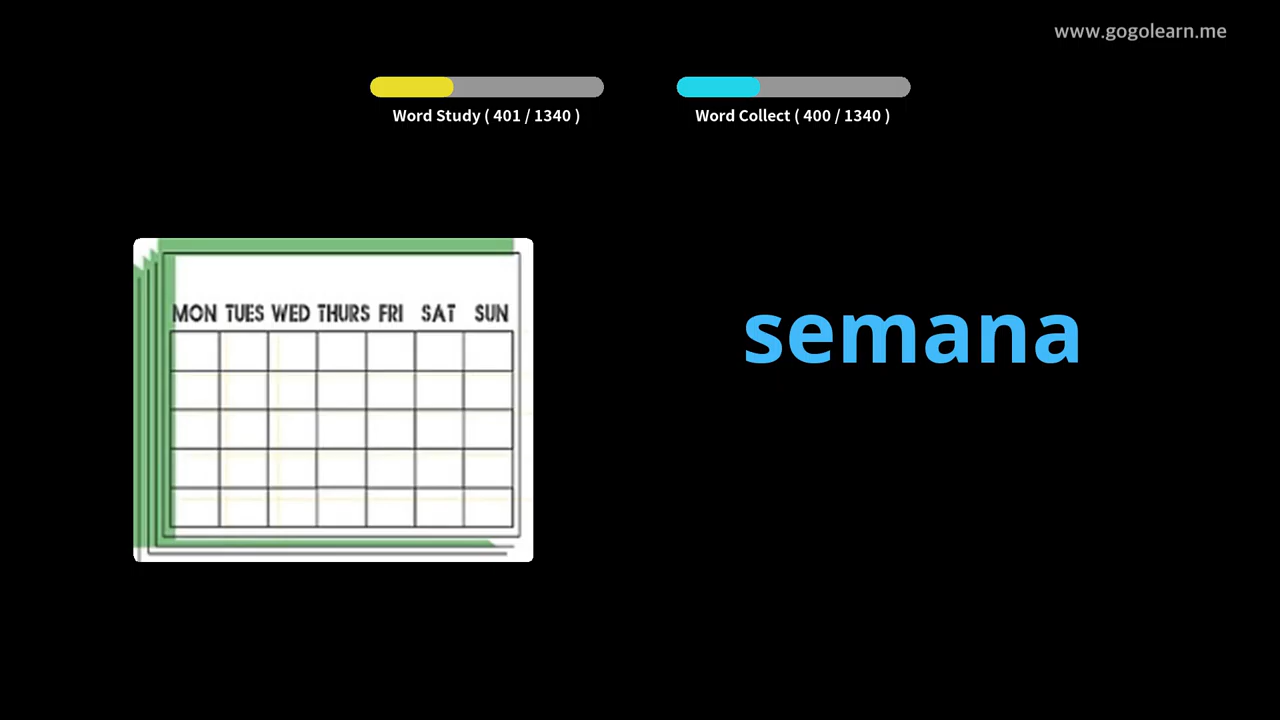 www.gogolearn.me
Word Study ( 401 / 1340 )
Word Collect ( 400 / 1340 )
MON TUES WED THURS FRI SAT SUN
semana